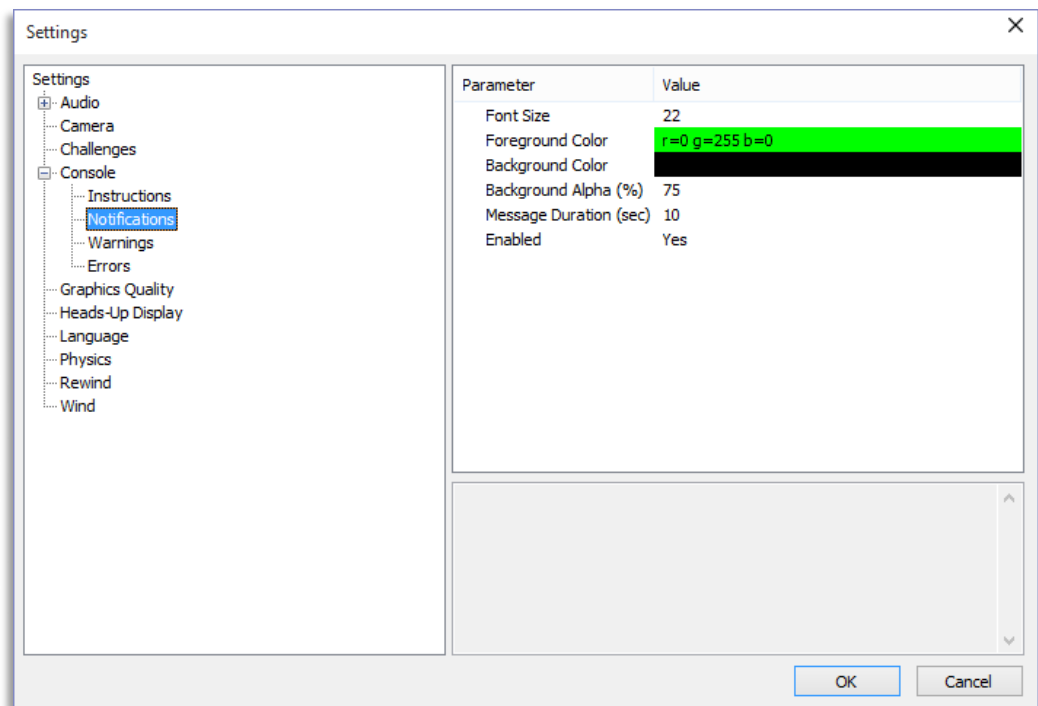 Settings
Settings
Audio
Camera
Challenges
Console
Instructions
Notifications
Warnings
Errors
Graphics Quality
Heads-Up Display
Language
Physics
Rewind
Wind
Parameter Value
Font Size 22
Foreground Color r=0 g=255 b=0
Background Color
Background Alpha (%) 75
Message Duration (sec) 10
Enabled Yes
OK Cancel